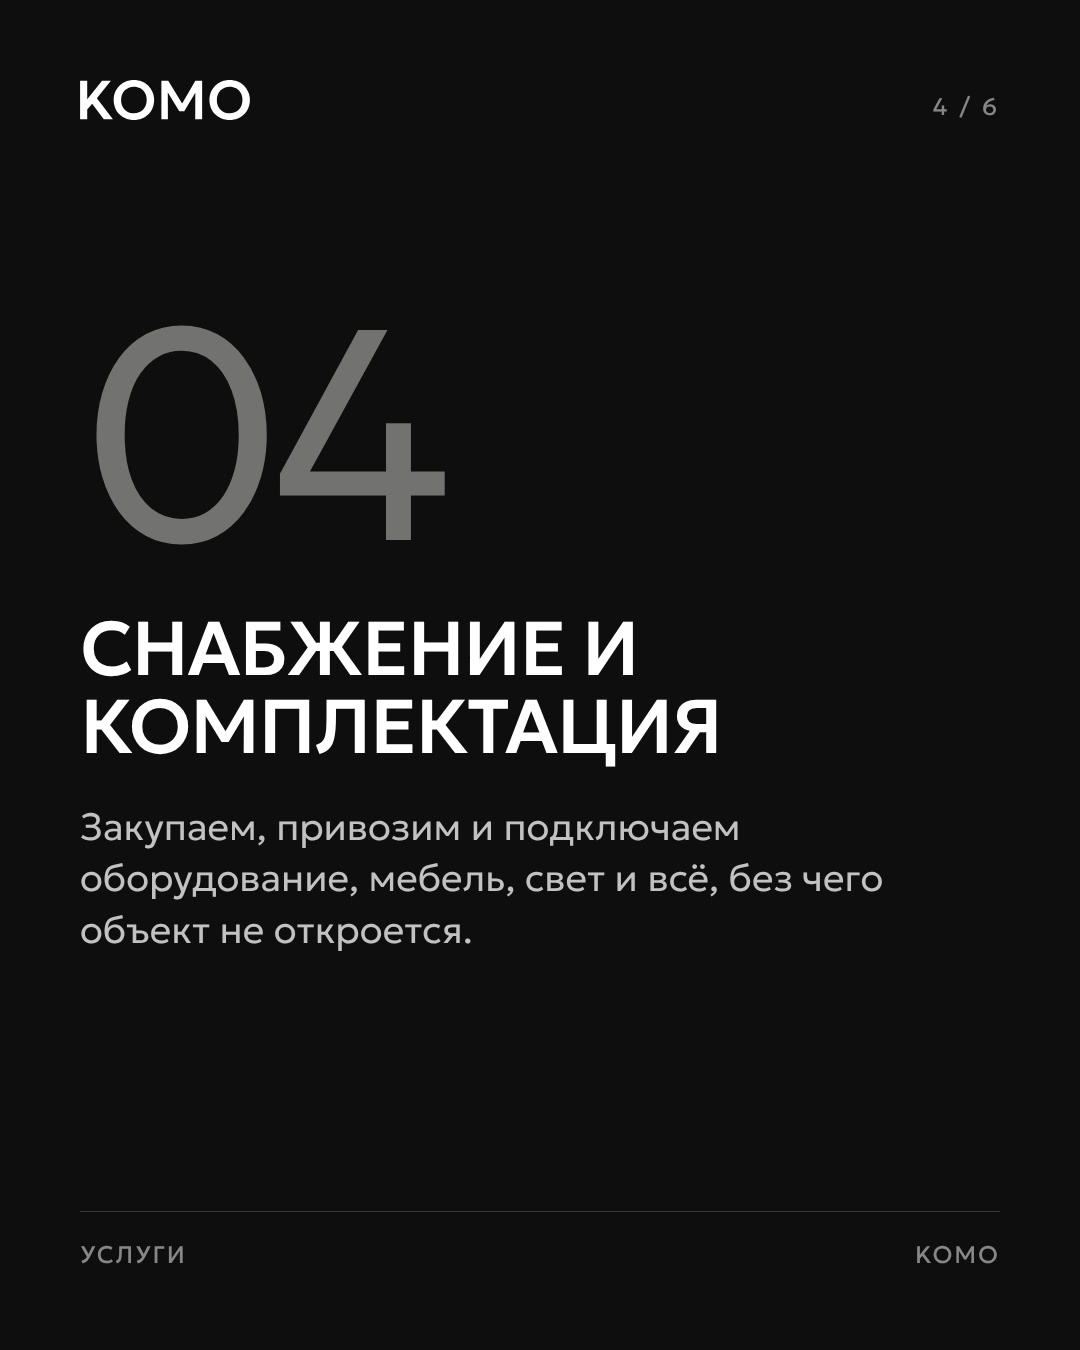 КОМО
4 / 6
04
СНАБЖЕНИЕ И
КОМПЛЕКТАЦИЯ
Закупаем, привозим и подключаем
оборудование, мебель, свет и всё, без чего
объект не откроется.
УСЛУГИ
КОМО